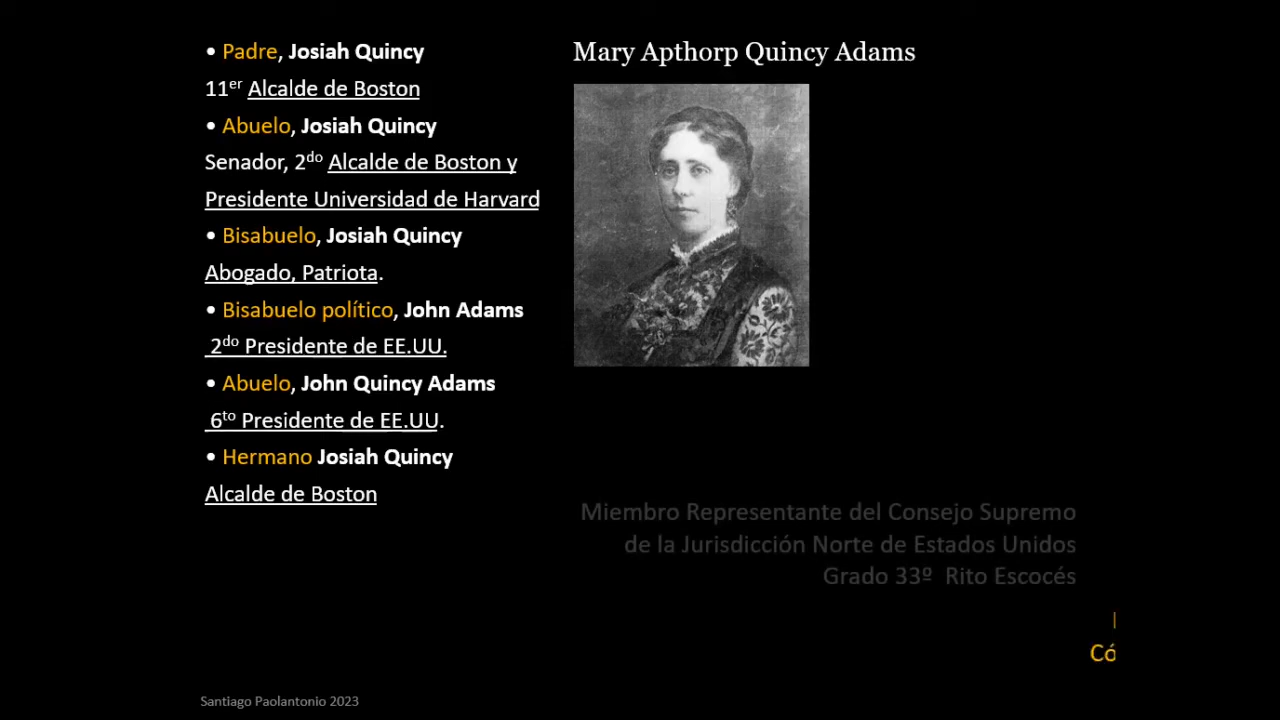 • Padre, Josiah Quincy
11er Alcalde de Boston
• Abuelo, Josiah Quincy
Senador, 2do Alcalde de Boston y
Presidente Universidad de Harvard
• Bisabuelo, Josiah Quincy
Abogado, Patriota.
• Bisabuelo político, John Adams
2do Presidente de EE.UU.
• Abuelo, John Quincy Adams
6to Presidente de EE.UU.
• Hermano Josiah Quincy
Alcalde de Boston
Mary Apthorp Quincy Adams
Miembro Representante del Consejo Supremo
de la Jurisdicción Norte de Estados Unidos
Grado 33º Rito Escocés
Có
Santiago Paolantonio 2023